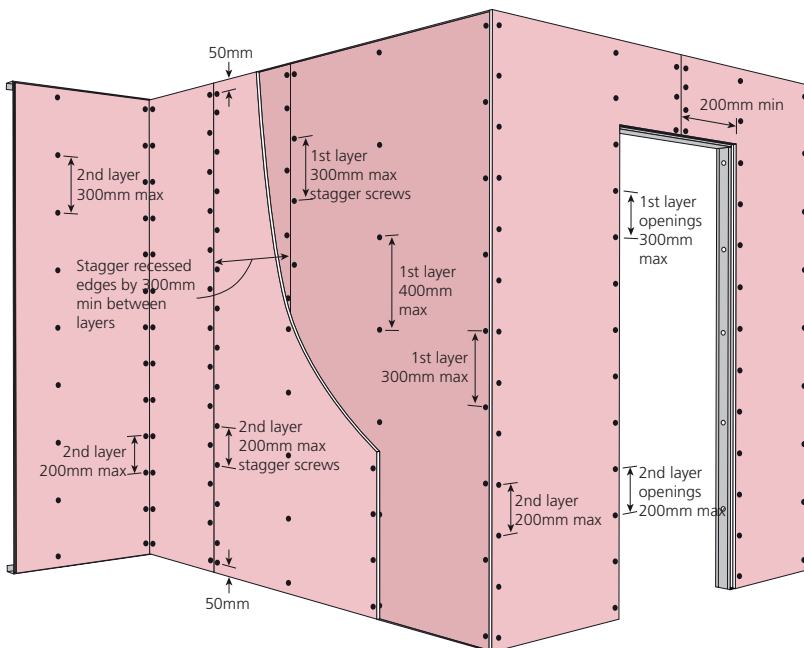 50mm
200mm min
2nd layer
300mm max
1st layer
300mm max
stagger screws
1st layer
openings
300mm
max
Stagger recessed
edges by 300mm
min between
layers
1st layer
400mm
max
1st layer
300mm max
2nd layer
200mm max
2nd layer
200mm max
stagger screws
2nd layer
200mm max
2nd layer
openings
200mm max
50mm